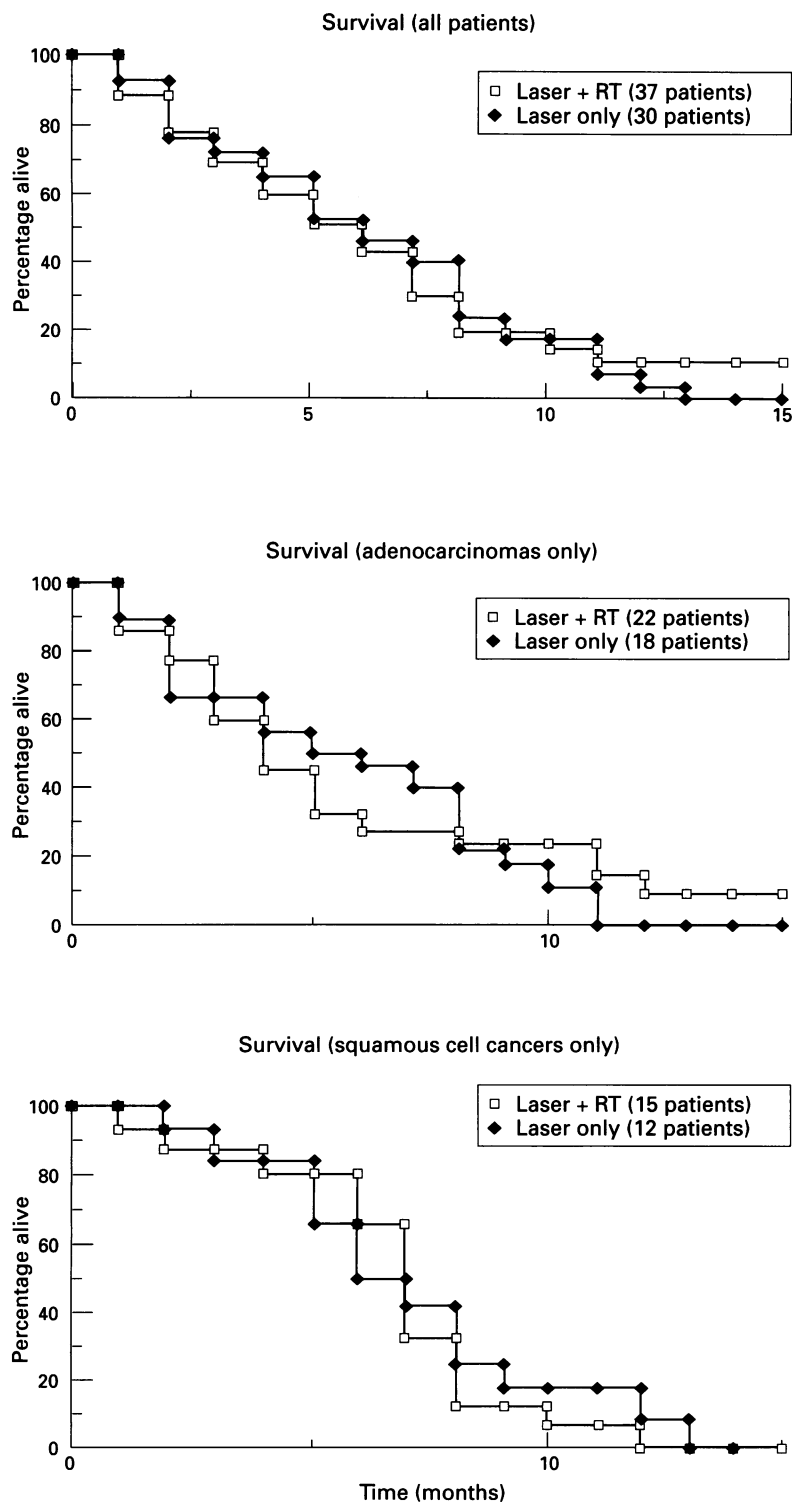 Survival (all patients)
Laser + RT (37 patients)
Laser only (30 patients)
Percentage alive
100
80
60
40
20
0
0
5
10
15
Survival (adenocarcinomas only)
Laser + RT (22 patients)
Laser only (18 patients)
Percentage alive
100
80
60
40
20
0
0
10
Survival (squamous cell cancers only)
Laser + RT (15 patients)
Laser only (12 patients)
Percentage alive
100
80
60
40
20
0
0
10
Time (months)